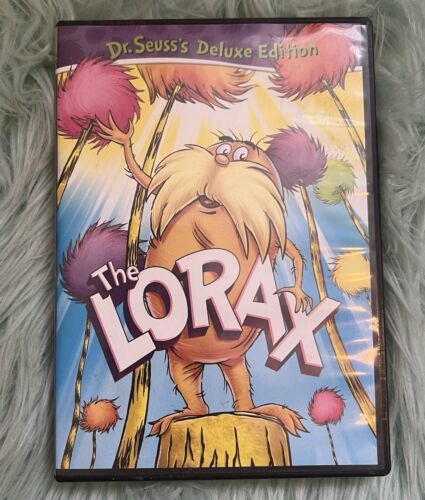 Dr. Seuss's Deluxe Edition
The
LORAX